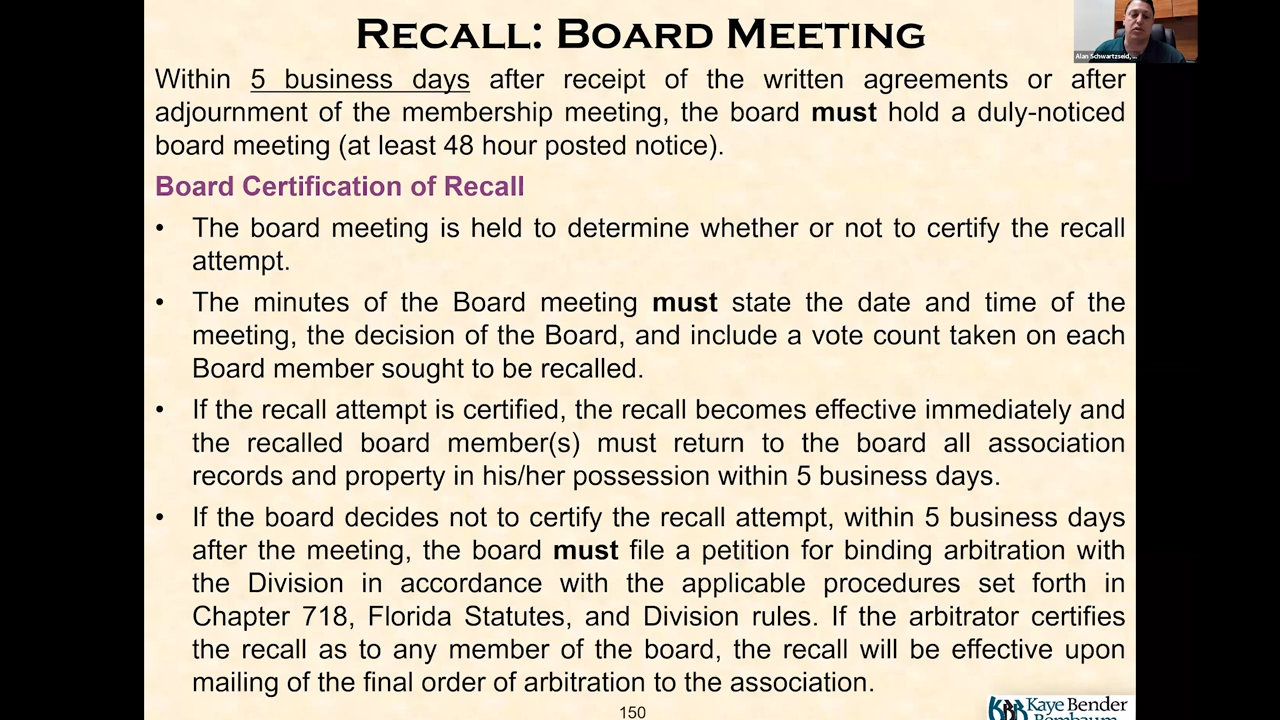 RECALL: BOARD MEETING
Alan Schwartzseid, ...
Within 5 business days after receipt of the written agreements or after
adjournment of the membership meeting, the board must hold a duly-noticed
board meeting (at least 48 hour posted notice).
Board Certification of Recall
• The board meeting is held to determine whether or not to certify the recall
attempt.
• The minutes of the Board meeting must state the date and time of the
meeting, the decision of the Board, and include a vote count taken on each
Board member sought to be recalled.
• If the recall attempt is certified, the recall becomes effective immediately and
the recalled board member(s) must return to the board all association
records and property in his/her possession within 5 business days.
• If the board decides not to certify the recall attempt, within 5 business days
after the meeting, the board must file a petition for binding arbitration with
the Division in accordance with the applicable procedures set forth in
Chapter 718, Florida Statutes, and Division rules. If the arbitrator certifies
the recall as to any member of the board, the recall will be effective upon
mailing of the final order of arbitration to the association.
150
KBR Kaye Bender
Rembaum